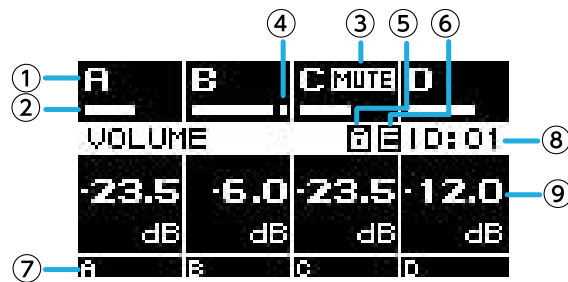 ④ ③ ⑤ ⑥
① A B C MUTE D
②
VOLUME E ID:01 ⑧
-23.5 -6.0 -23.5 -12.0 ⑨
dB dB dB dB
⑦ A B C D